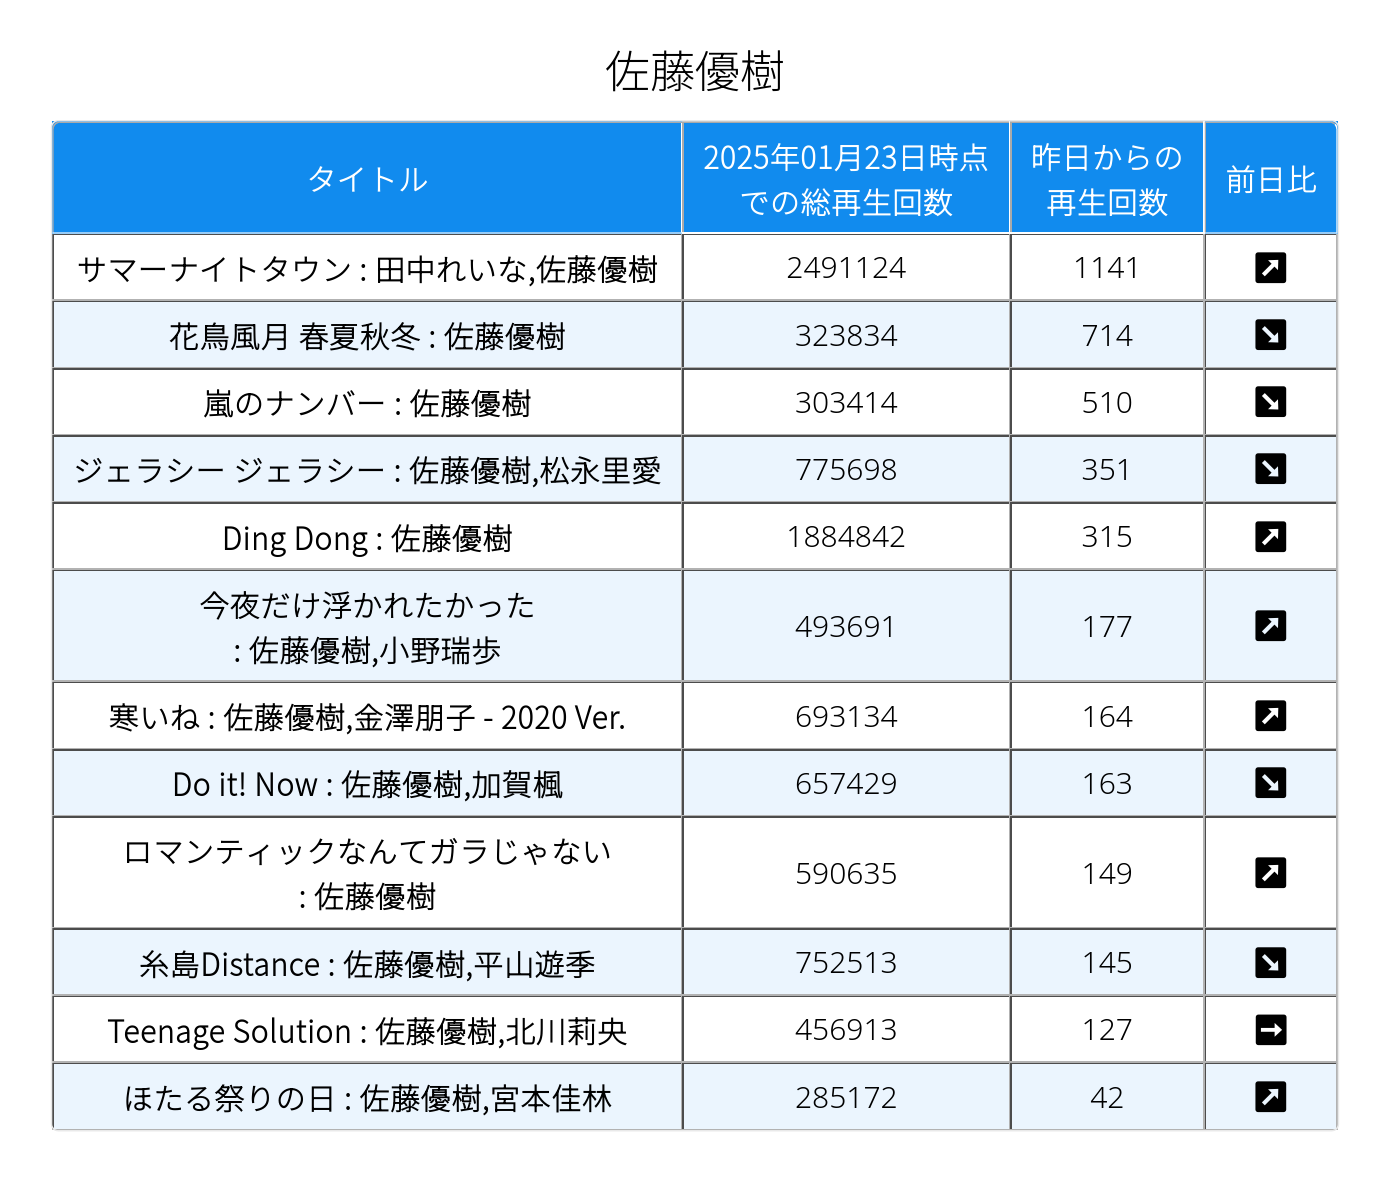 佐藤優樹
タイトル
2025年01月23日時点
での総再生回数
昨日からの
再生回数
前日比
サマーナイトタウン : 田中れいな,佐藤優樹 2491124 1141 ↗
花鳥風月 春夏秋冬 : 佐藤優樹 323834 714 ↘
嵐のナンバー : 佐藤優樹 303414 510 ↘
ジェラシー ジェラシー : 佐藤優樹,松永里愛 775698 351 ↘
Ding Dong : 佐藤優樹 1884842 315 ↗
今夜だけ浮かれたかった
: 佐藤優樹,小野瑞歩 493691 177 ↗
寒いね : 佐藤優樹,金澤朋子 - 2020 Ver. 693134 164 ↗
Do it! Now : 佐藤優樹,加賀楓 657429 163 ↘
ロマンティックなんてガラじゃない
: 佐藤優樹 590635 149 ↗
糸島Distance : 佐藤優樹,平山遊季 752513 145 ↘
Teenage Solution : 佐藤優樹,北川莉央 456913 127 →
ほたる祭りの日 : 佐藤優樹,宮本佳林 285172 42 ↗